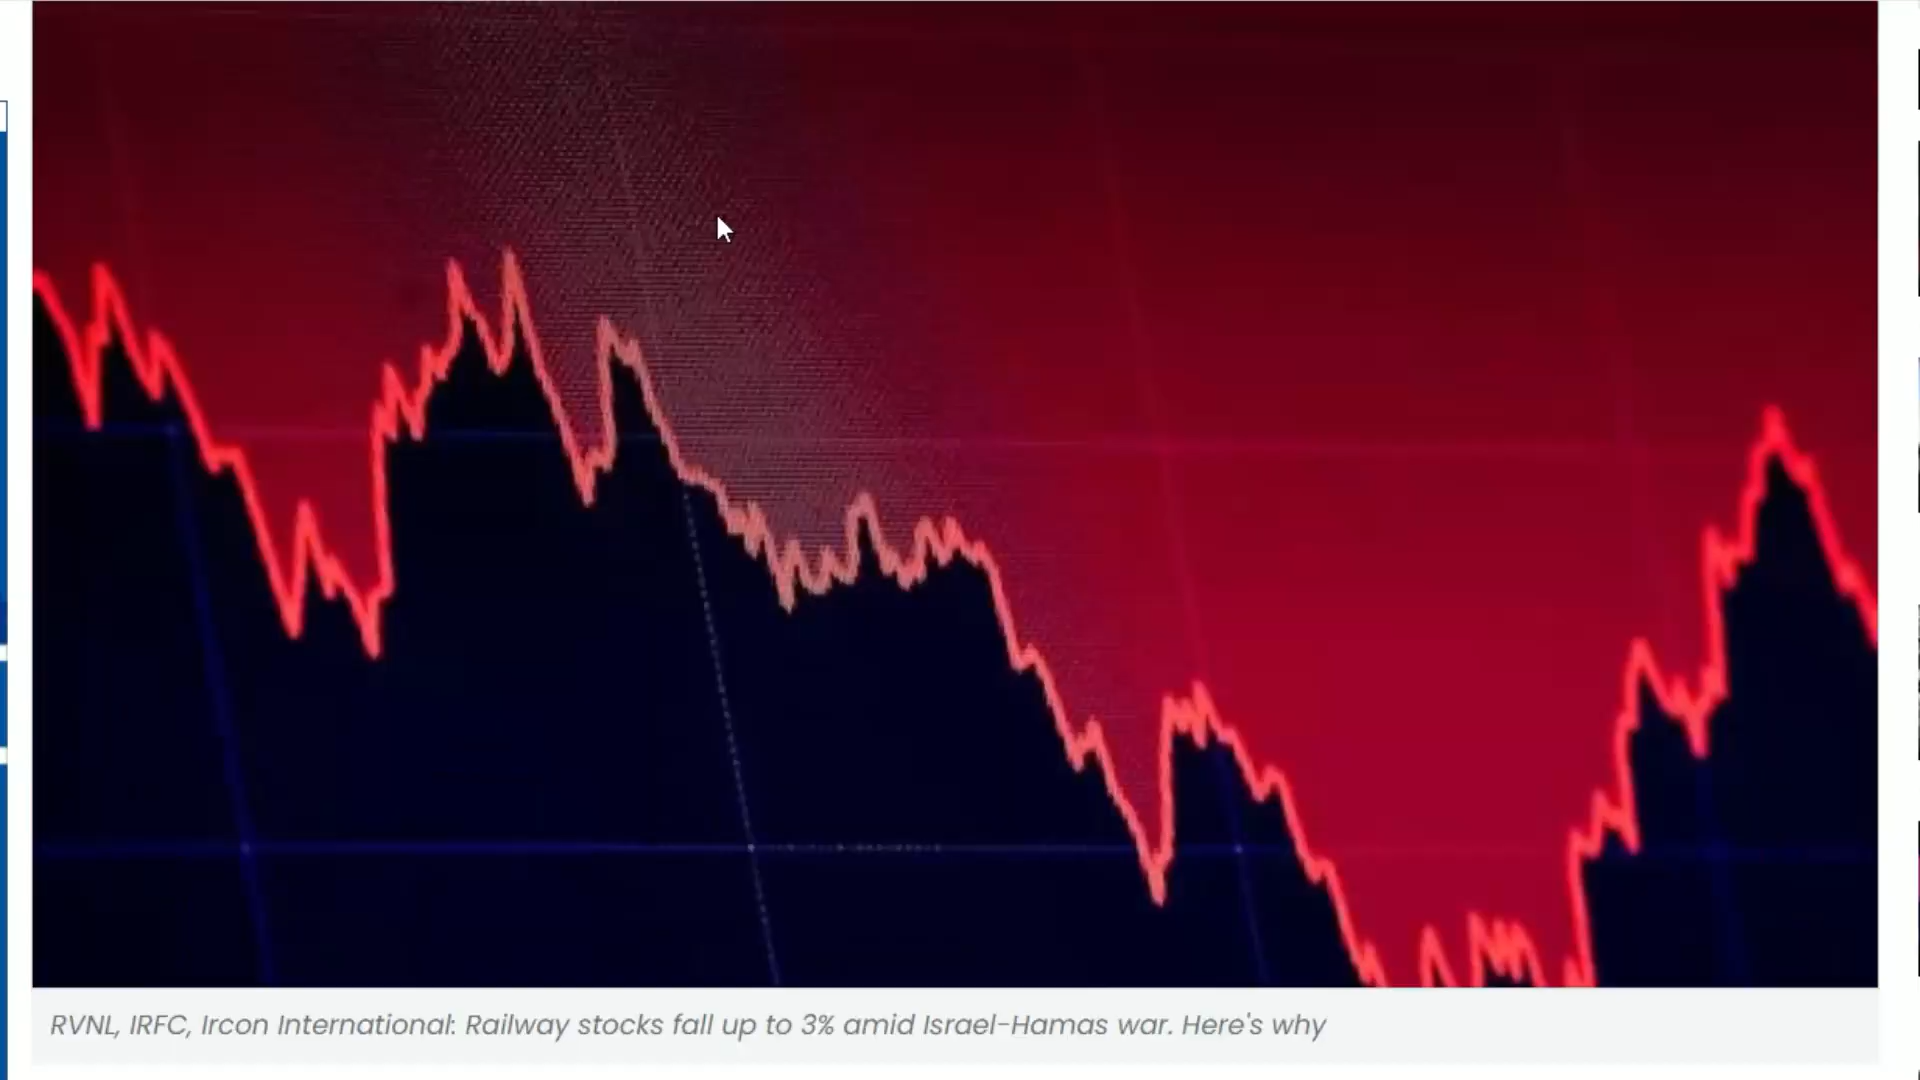 RVNL, IRFC, Ircon International: Railway stocks fall up to 3% amid Israel-Hamas war. Here's why